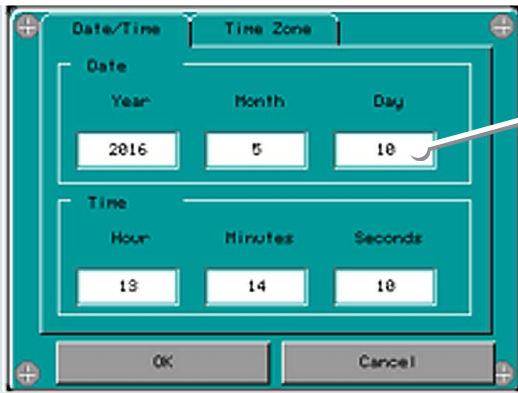 Date/Time Time Zone
Date
Year Month Day
2016 5 10
Time
Hour Minutes Seconds
13 14 10
OK Cancel